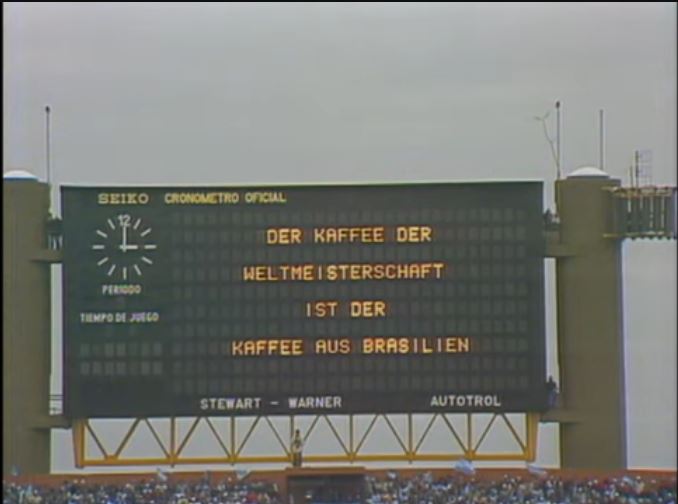 SEIKO CRONOMETRO OFICIAL
12
PERIODO
TIEMPO DE JUEGO
DER KAFFEE DER
WELTMEISTERSCHAFT
IST DER
KAFFEE AUS BRASILIEN
STEWART - WARNER AUTOTROL